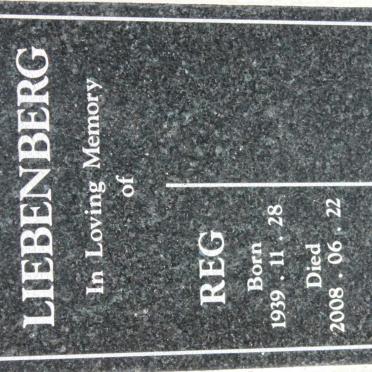 LIEBENBERG
In Loving Memory
of
REG
Born
1939 . 11 . 28
Died
2008 . 06 . 22